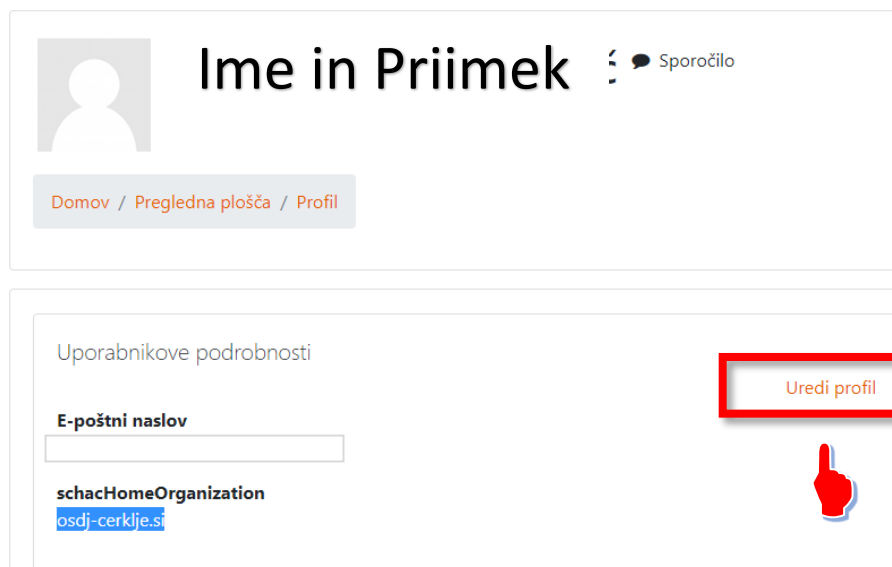 Ime in Priimek
Sporočilo
Domov / Pregledna plošča / Profil
Uporabnikove podrobnosti
Uredi profil
E-poštni naslov
schacHomeOrganization
osdj-cerklje.si